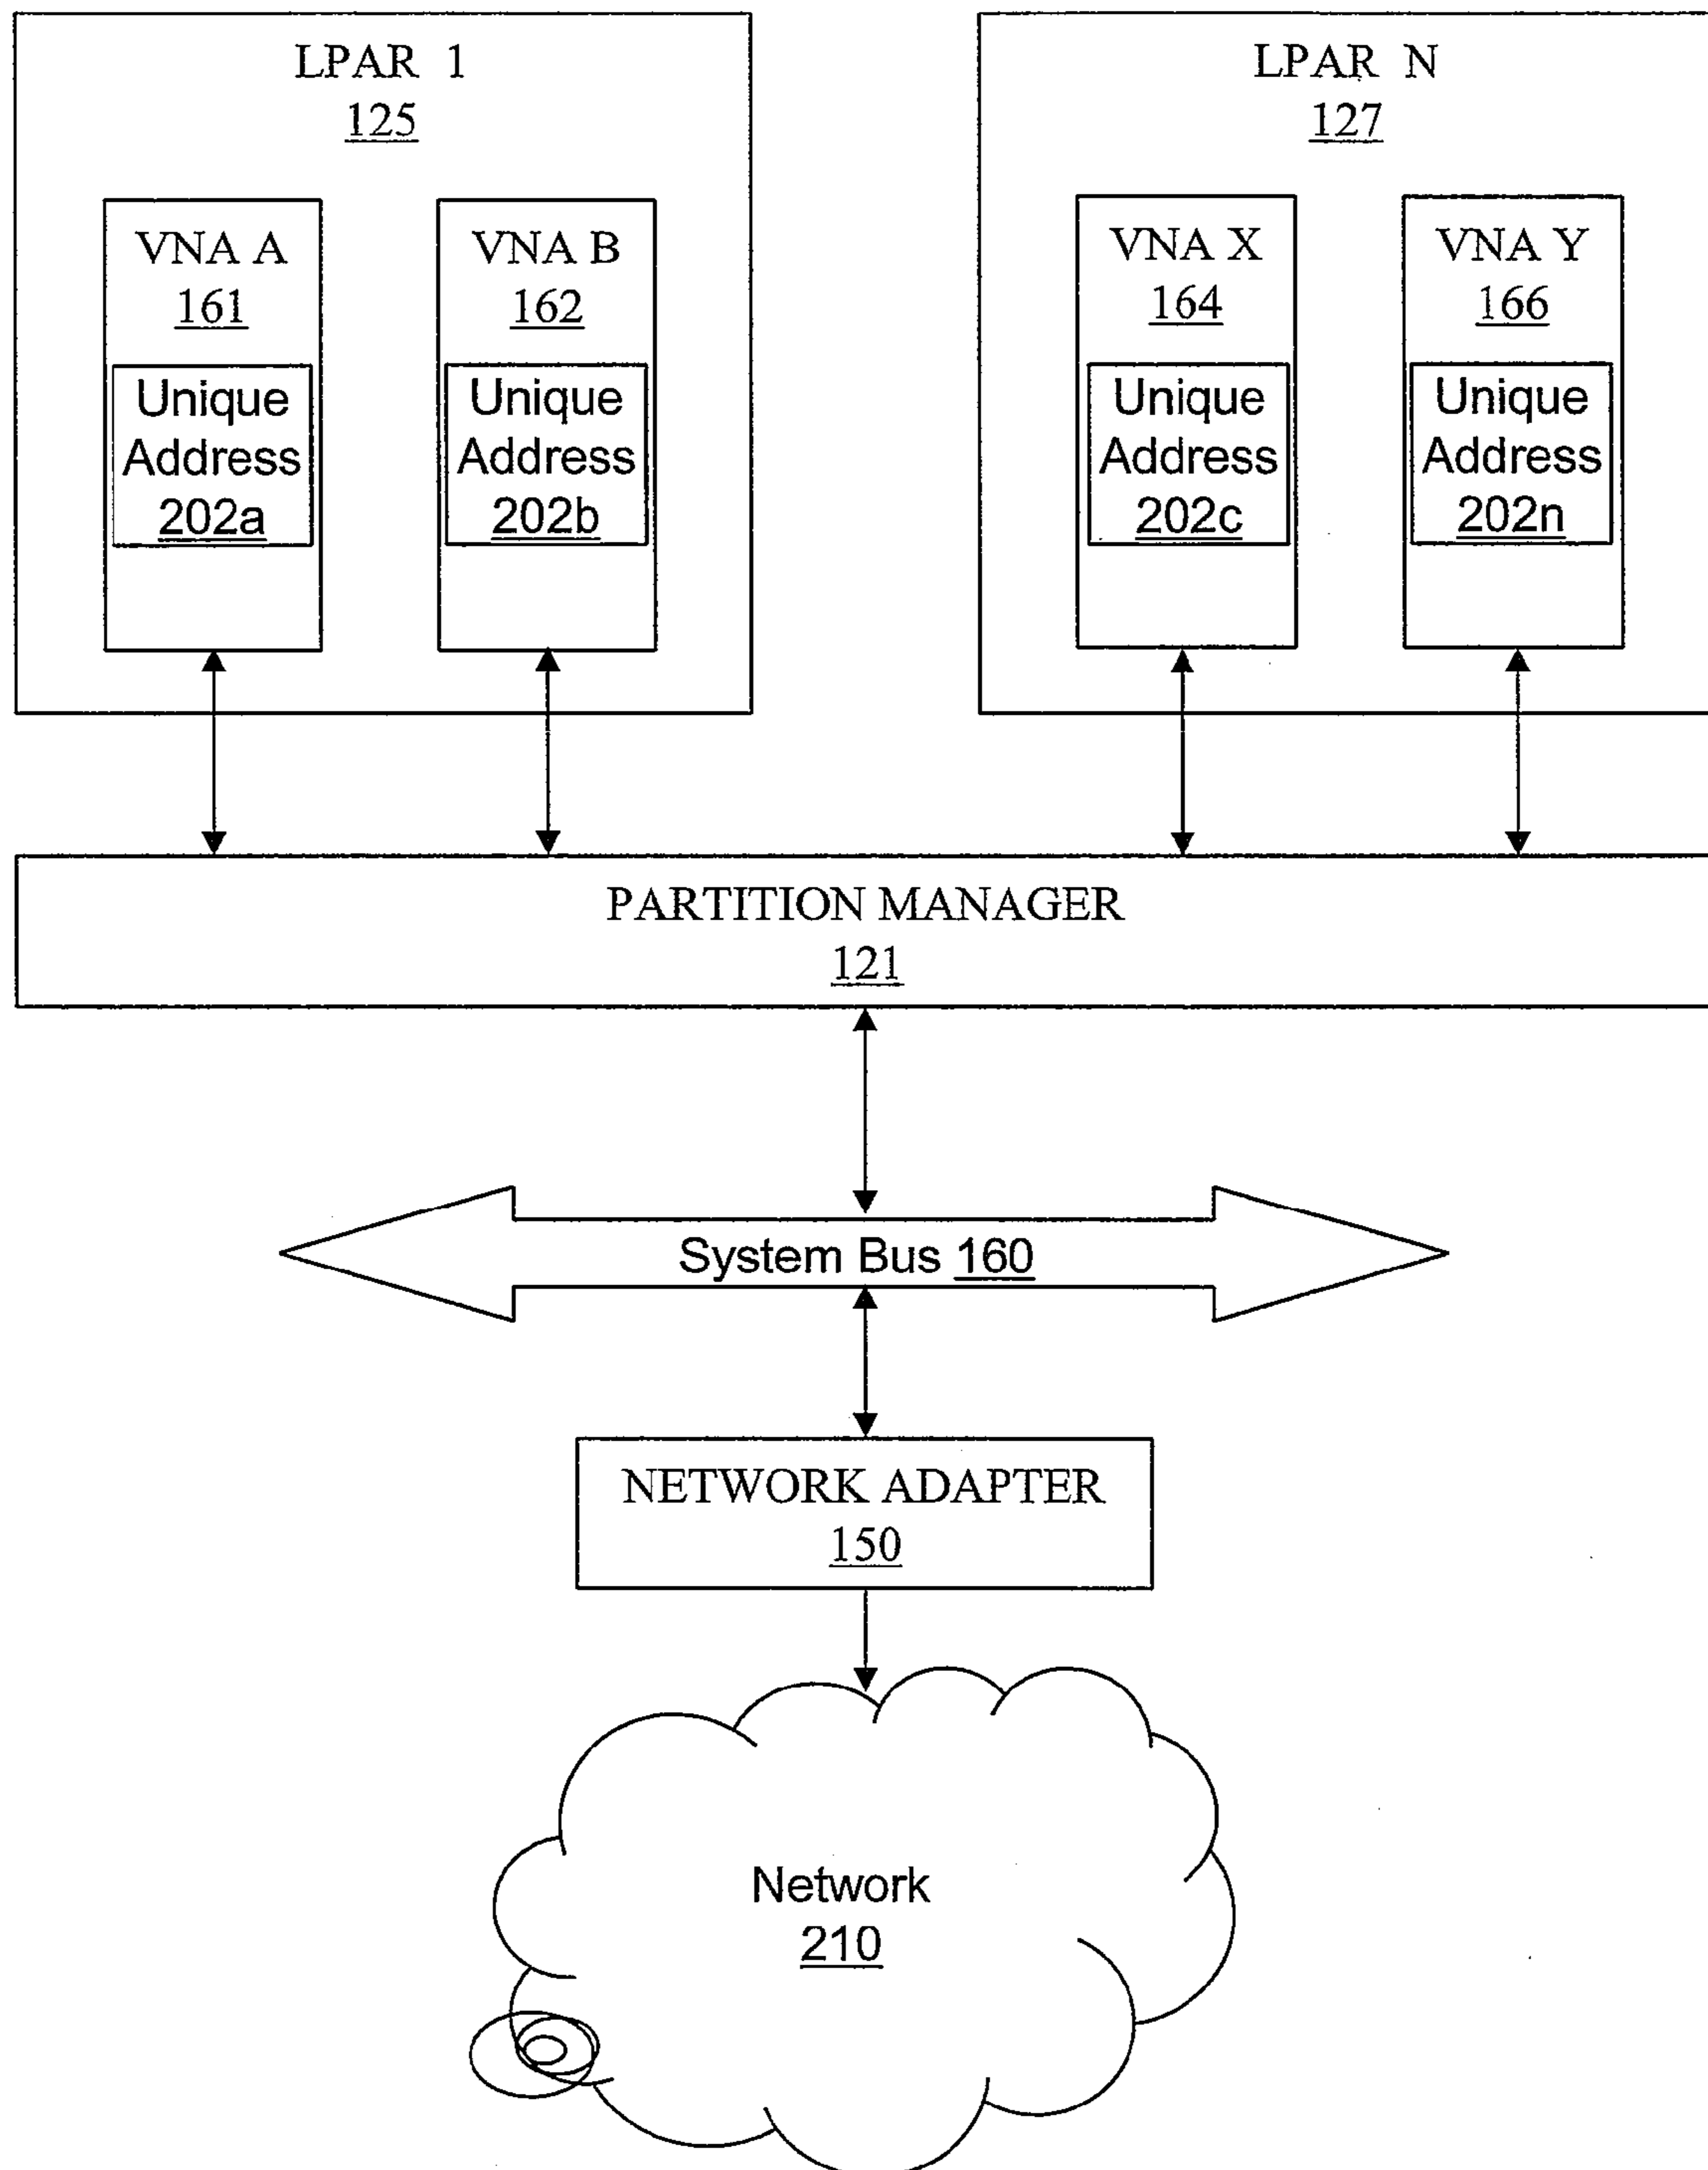 LPAR 1
125
VNA A
161
Unique
Address
202a
VNA B
162
Unique
Address
202b
LPAR N
127
VNA X
164
Unique
Address
202c
VNA Y
166
Unique
Address
202n
PARTITION MANAGER
121
System Bus 160
NETWORK ADAPTER
150
Network
210